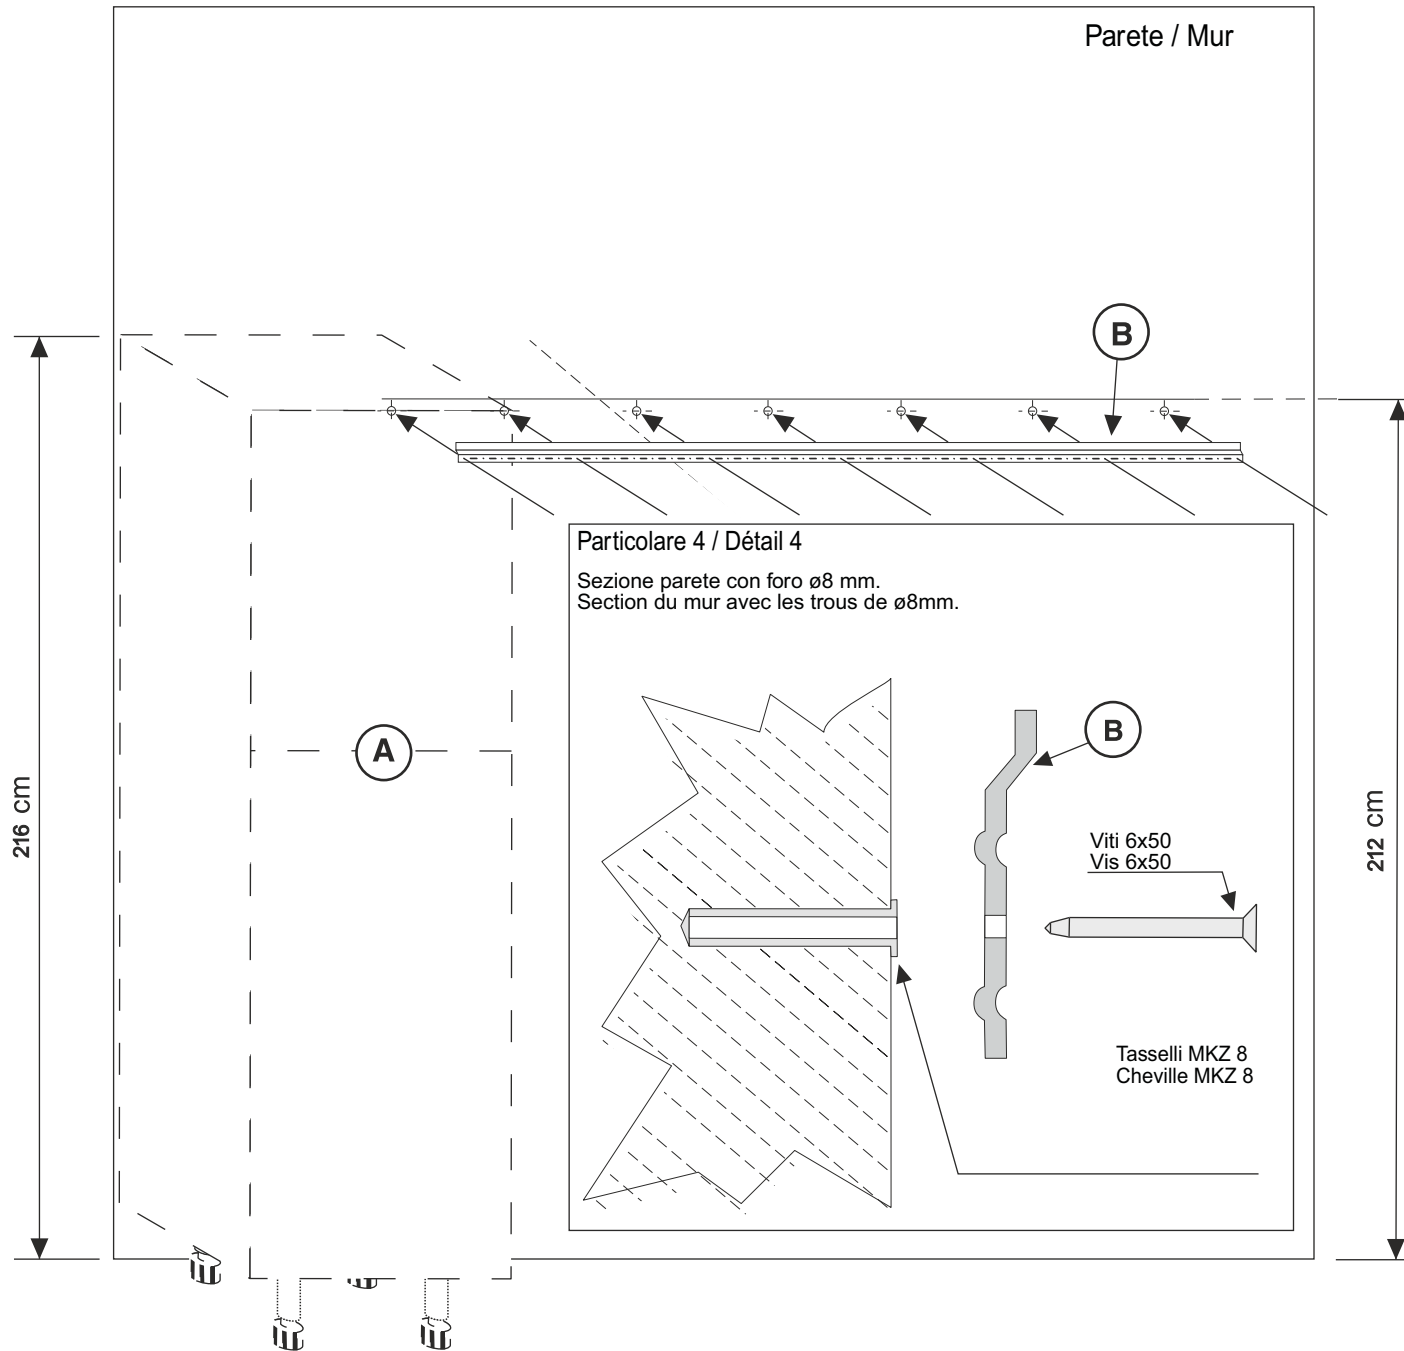 Parete / Mur
B
Particolare 4 / Détail 4
Sezione parete con foro ø8 mm.
Section du mur avec les trous de ø8mm.
A
B
216 cm
212 cm
Viti 6x50
Vis 6x50
Tasselli MKZ 8
Cheville MKZ 8